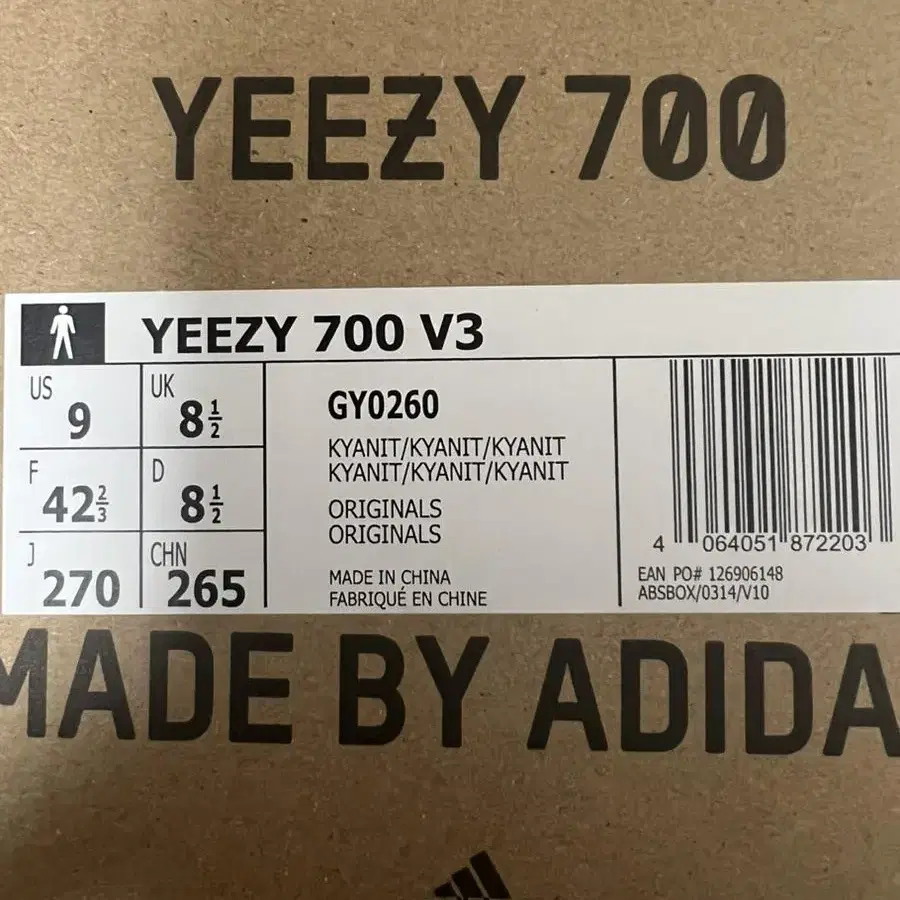 YEEZY 700
YEEZY 700 V3
US
9
UK
8 1/2
F
42 2/3
D
8 1/2
J
270
CHN
265
GY0260
KYANIT/KYANIT/KYANIT
KYANIT/KYANIT/KYANIT
ORIGINALS
ORIGINALS
MADE IN CHINA
FABRIQUÉ EN CHINE
4 064051 872203
EAN PO# 126906148
ABSBOX/0314/V10
MADE BY ADIDA